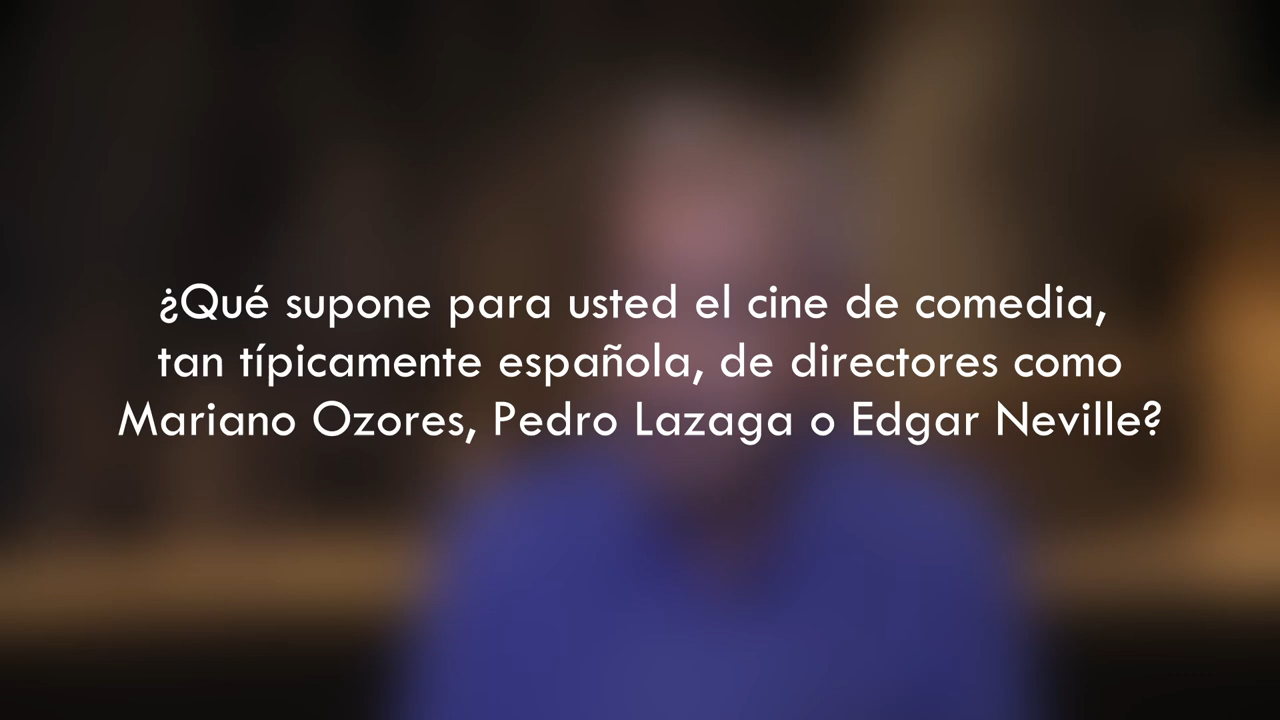 ¿Qué supone para usted el cine de comedia,
tan típicamente española, de directores como
Mariano Ozores, Pedro Lazaga o Edgar Neville?